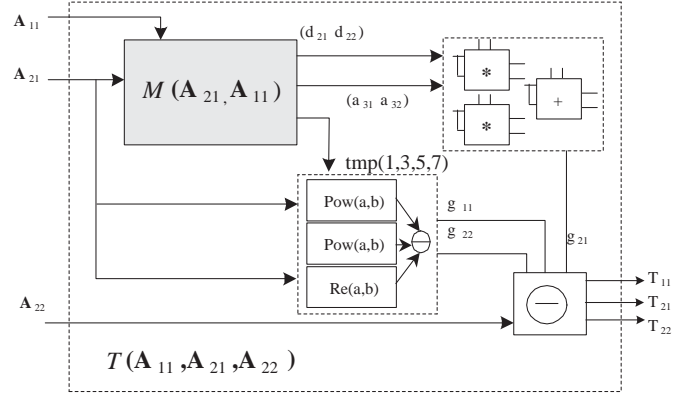 A 11
(d 21 d 22)
A 21
M (A 21, A 11)
*
+
(a 31 a 32)
*
tmp(1,3,5,7)
Pow(a,b)
g 11
Pow(a,b)
g 22
g 21
Re(a,b)
T 11
A 22
T 21
T 22
T (A 11 ,A 21 ,A 22 )